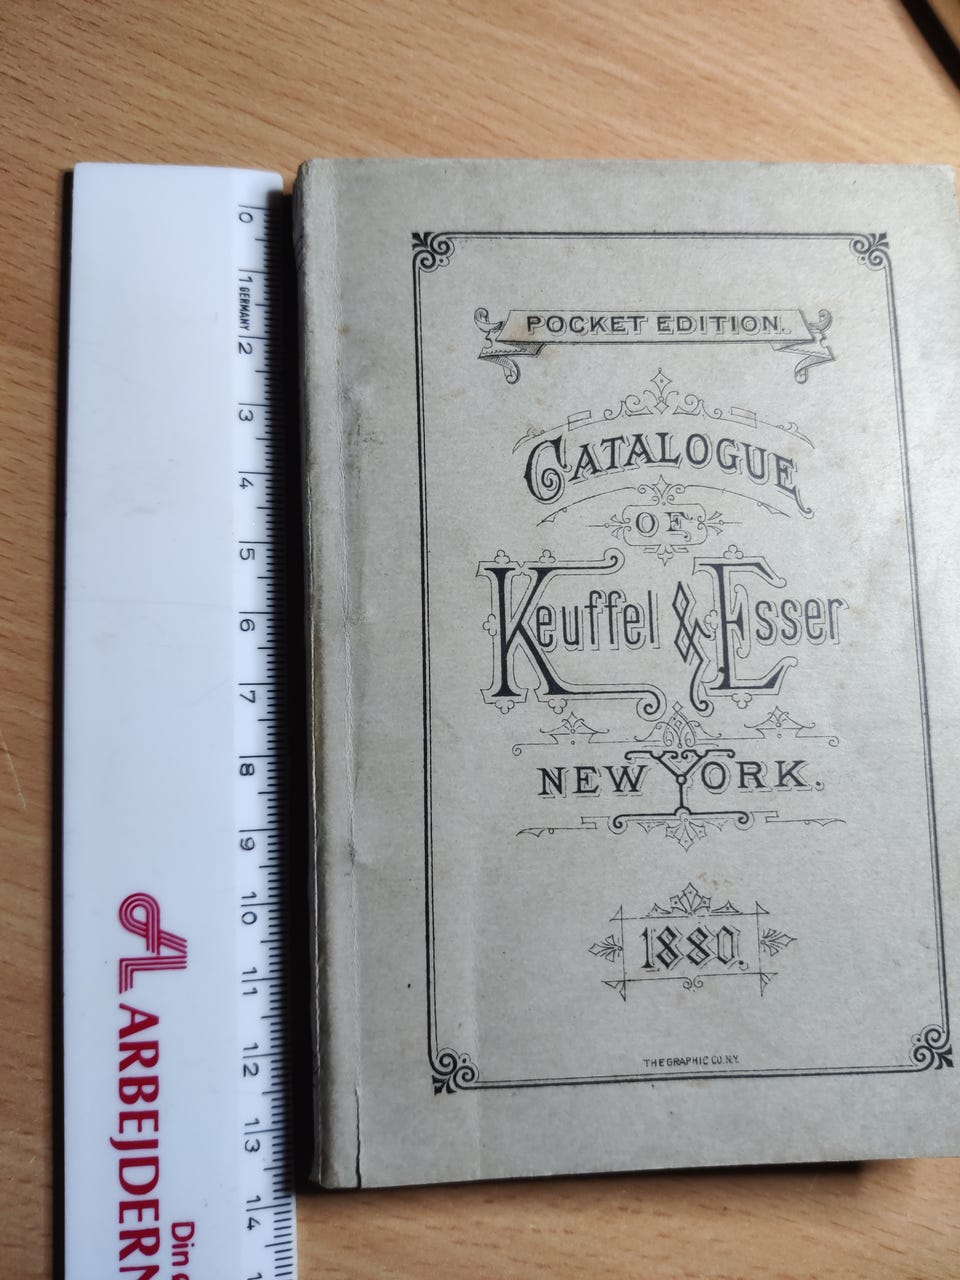 POCKET EDITION.
CATALOGUE
OF
Keuffel & Esser
NEW YORK.
1880.
THE GRAPHIC CO. N.Y.
0 1 2 3 4 5 6 7 8 9 10 11 12 13 14
GERMANY
ARBEJDERN
Din